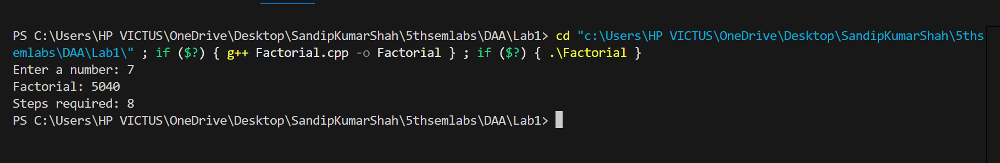 PS C:\Users\HP VICTUS\OneDrive\Desktop\SandipKumarShah\5thsemlabs\DAA\Lab1> cd "c:\Users\HP VICTUS\OneDrive\Desktop\SandipKumarShah\5ths
emlabs\DAA\Lab1\" ; if ($?) { g++ Factorial.cpp -o Factorial } ; if ($?) { .\Factorial }
Enter a number: 7
Factorial: 5040
Steps required: 8
PS C:\Users\HP VICTUS\OneDrive\Desktop\SandipKumarShah\5thsemlabs\DAA\Lab1>